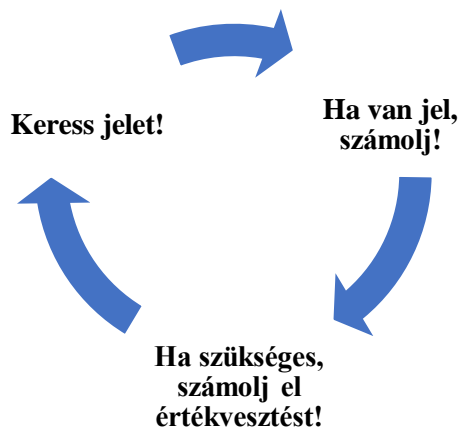 Keress jelet!
Ha van jel,
számolj!
Ha szükséges,
számolj el
értékvesztést!